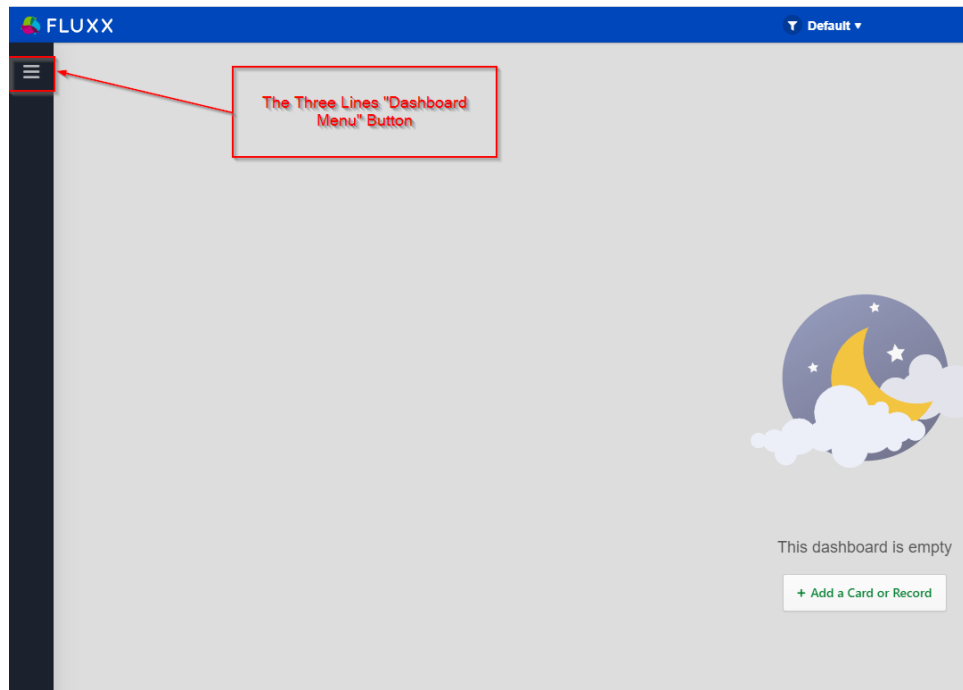 FLUXX
Default
The Three Lines "Dashboard
Menu" Button
This dashboard is empty
+ Add a Card or Record